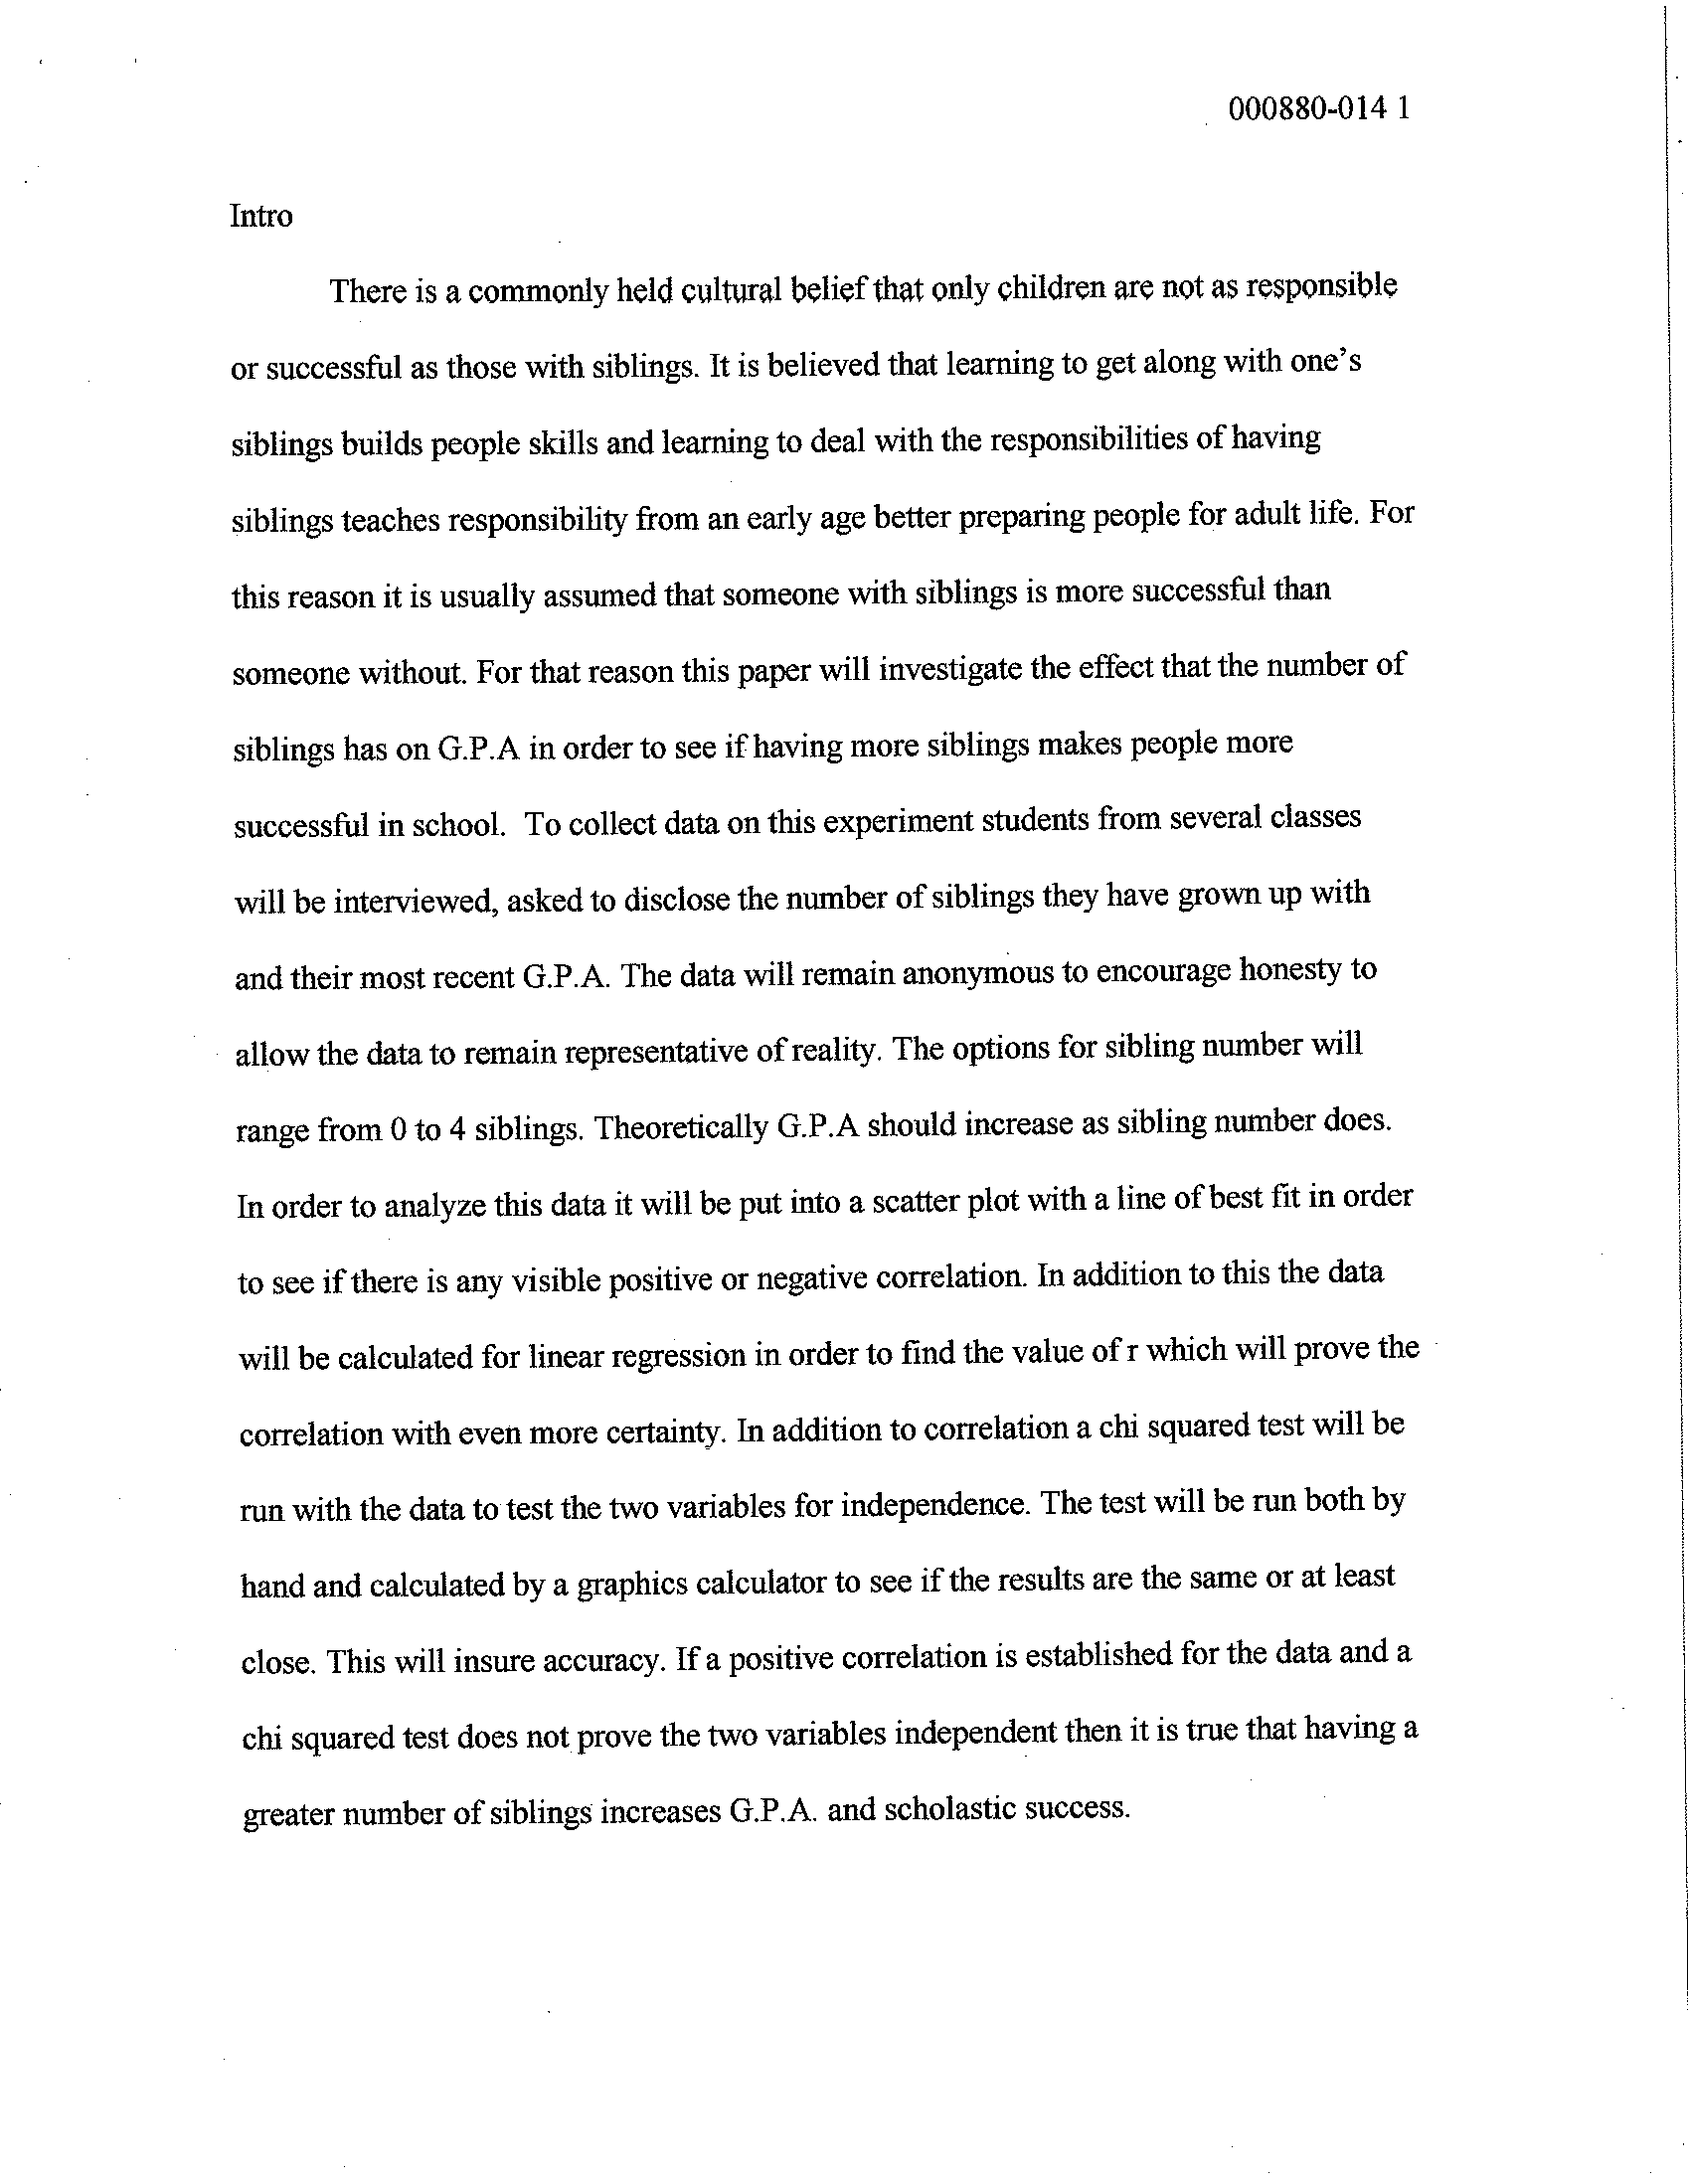 000880-014 1
Intro
There is a commonly held cultural belief that only children are not as responsible
or successful as those with siblings. It is believed that learning to get along with one's
siblings builds people skills and learning to deal with the responsibilities of having
siblings teaches responsibility from an early age better preparing people for adult life. For
this reason it is usually assumed that someone with siblings is more successful than
someone without. For that reason this paper will investigate the effect that the number of
siblings has on G.P.A in order to see if having more siblings makes people more
successful in school.  To collect data on this experiment students from several classes
will be interviewed, asked to disclose the number of siblings they have grown up with
and their most recent G.P.A. The data will remain anonymous to encourage honesty to
allow the data to remain representative of reality. The options for sibling number will
range from 0 to 4 siblings. Theoretically G.P.A should increase as sibling number does.
In order to analyze this data it will be put into a scatter plot with a line of best fit in order
to see if there is any visible positive or negative correlation. In addition to this the data
will be calculated for linear regression in order to find the value of r which will prove the
correlation with even more certainty. In addition to correlation a chi squared test will be
run with the data to test the two variables for independence. The test will be run both by
hand and calculated by a graphics calculator to see if the results are the same or at least
close. This will insure accuracy. If a positive correlation is established for the data and a
chi squared test does not prove the two variables independent then it is true that having a
greater number of siblings increases G.P.A. and scholastic success.